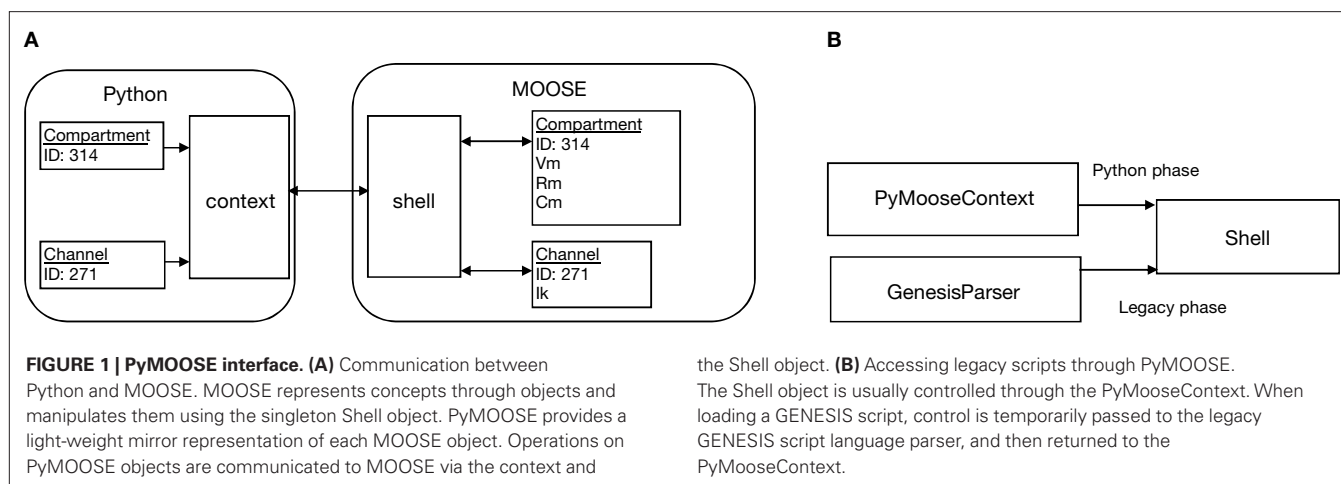 A
Python
Compartment
ID: 314
Channel
ID: 271
context
MOOSE
shell
Compartment
ID: 314
Vm
Rm
Cm
Channel
ID: 271
Ik
B
PyMooseContext
Python phase
Shell
GenesisParser
Legacy phase
FIGURE 1 | PyMOOSE interface. (A) Communication between
Python and MOOSE. MOOSE represents concepts through objects and
manipulates them using the singleton Shell object. PyMOOSE provides a
light-weight mirror representation of each MOOSE object. Operations on
PyMOOSE objects are communicated to MOOSE via the context and
the Shell object. (B) Accessing legacy scripts through PyMOOSE.
The Shell object is usually controlled through the PyMooseContext. When
loading a GENESIS script, control is temporarily passed to the legacy
GENESIS script language parser, and then returned to the
PyMooseContext.